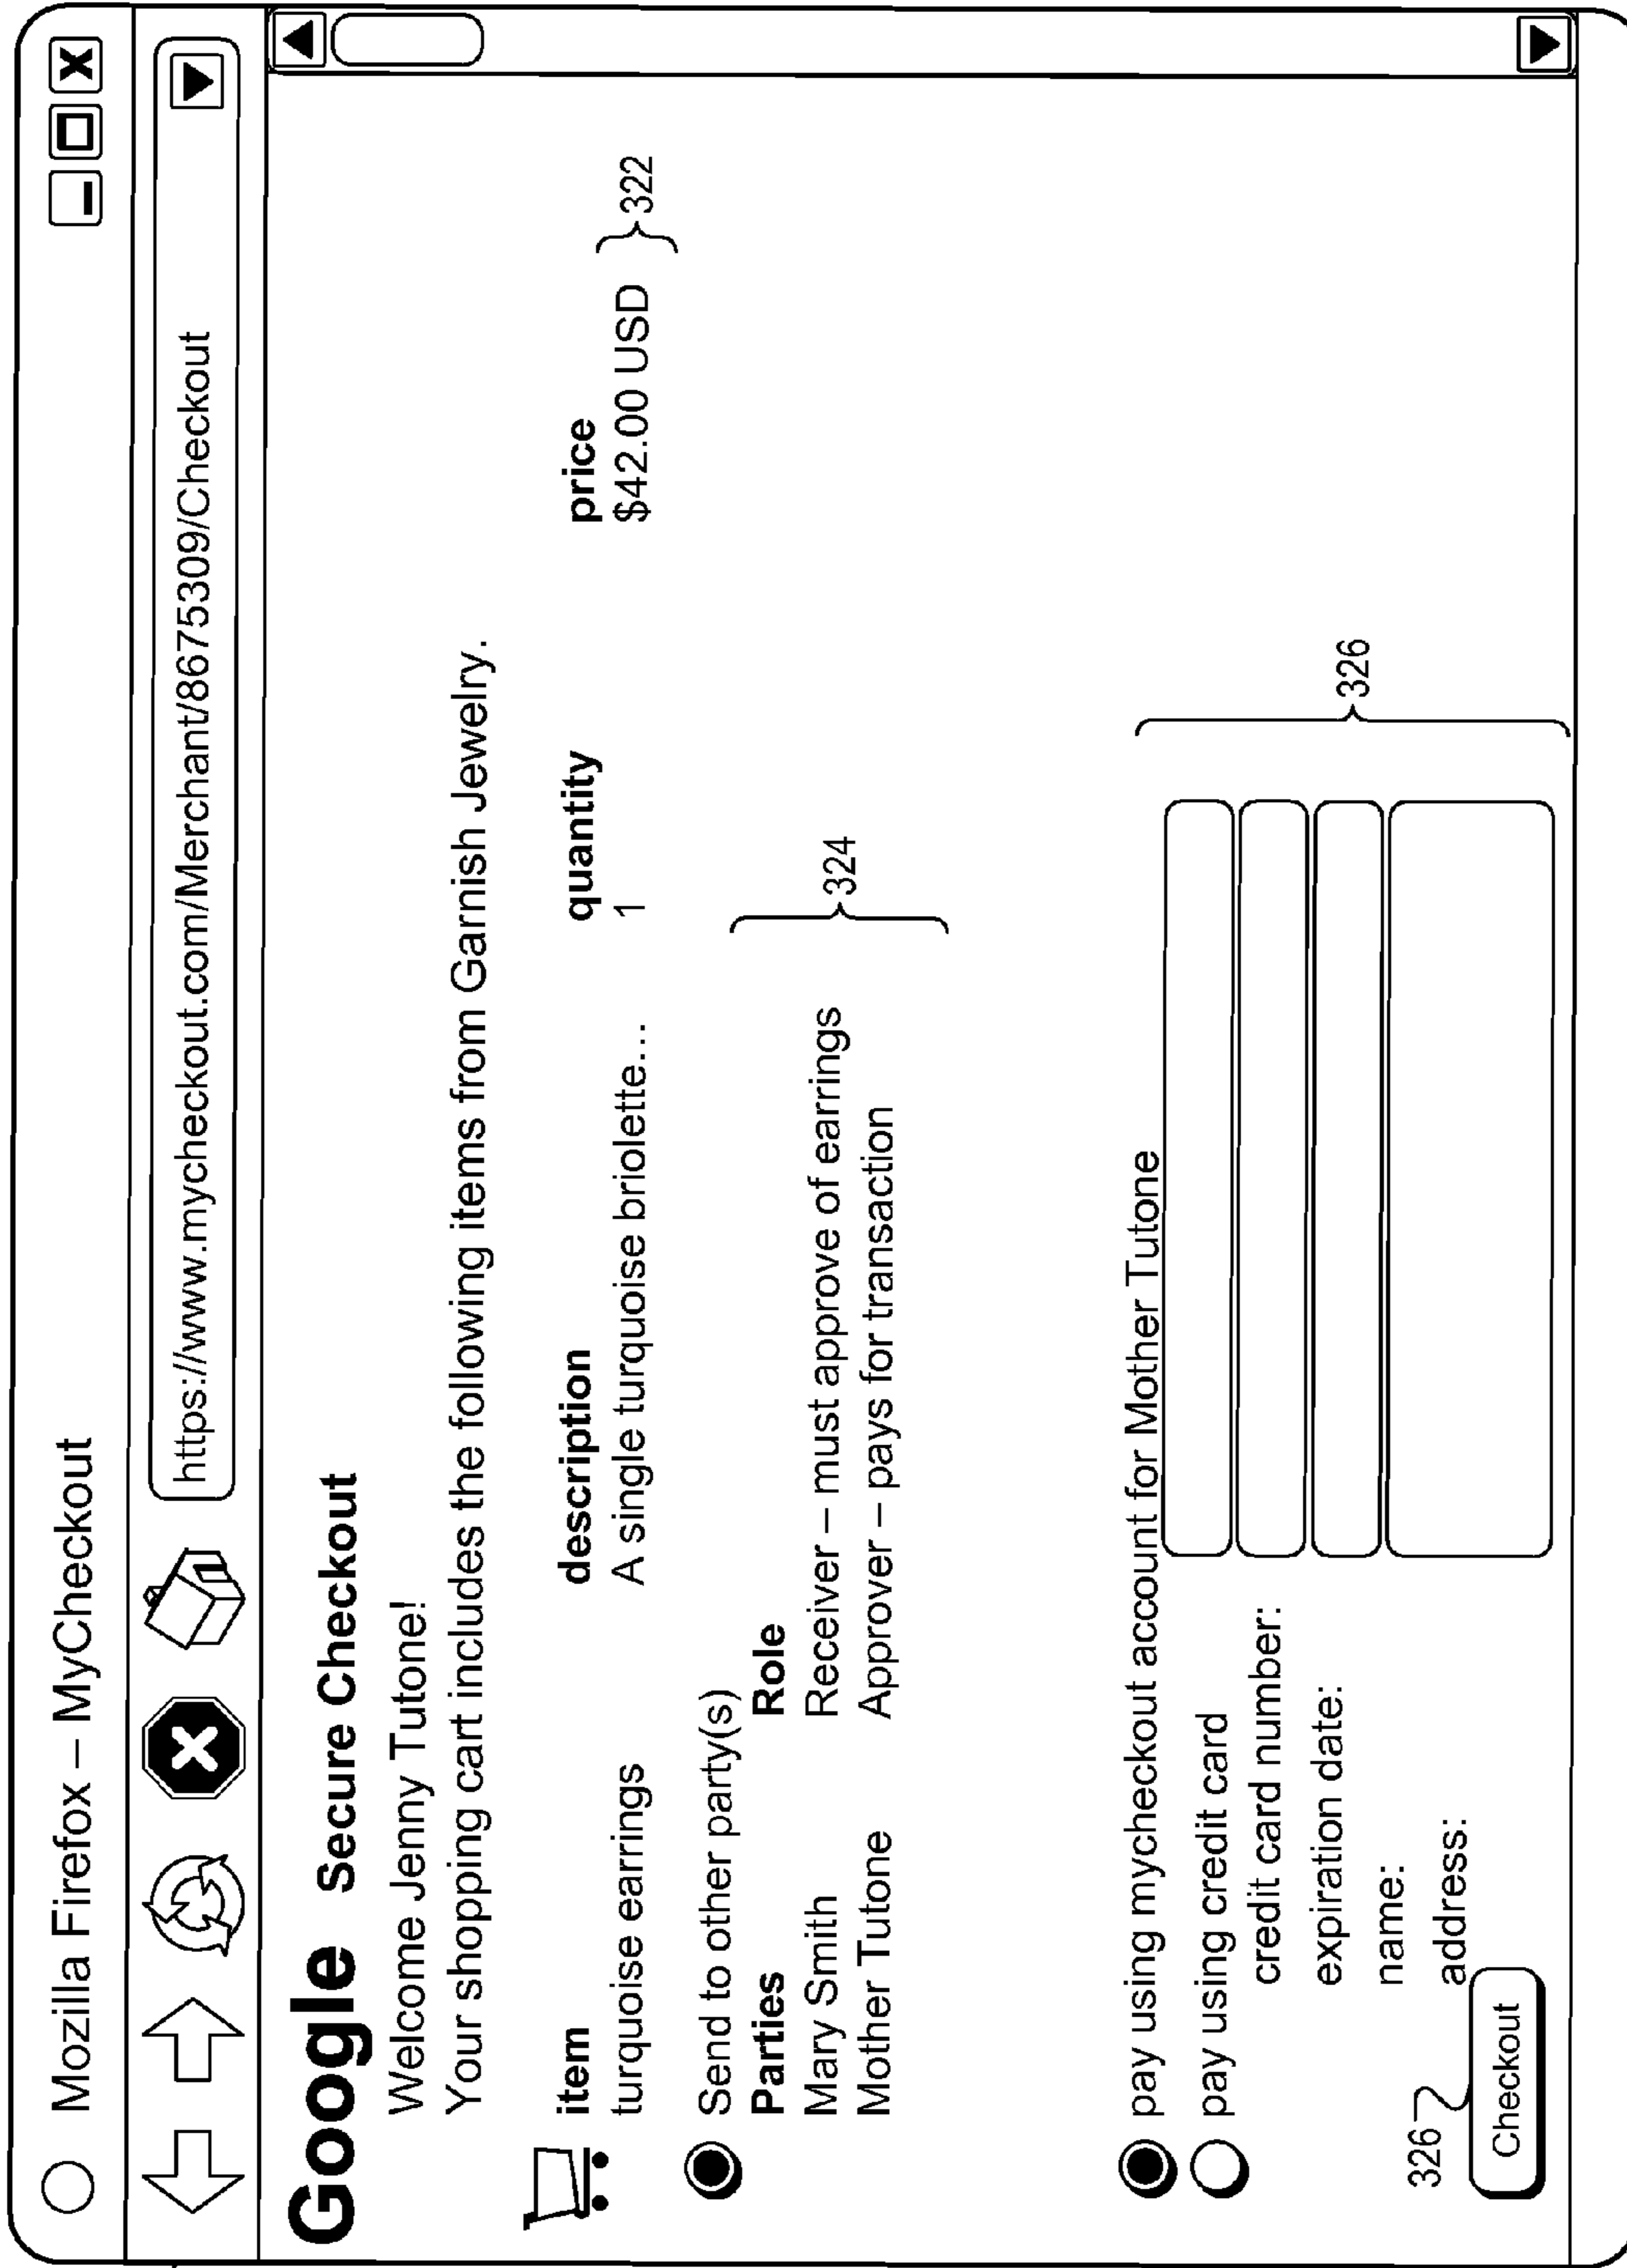 Mozilla Firefox – MyCheckout
https://www.mycheckout.com/Merchant/8675309/Checkout
Google Secure Checkout
Welcome Jenny Tutone!
Your shopping cart includes the following items from Garnish Jewelry.
item description quantity price
turquoise earrings A single turquoise briolette... 1 $42.00 USD 322
Send to other party(s)
Parties Role
Mary Smith Receiver – must approve of earrings 324
Mother Tutone Approver – pays for transaction
pay using mycheckout account for Mother Tutone
pay using credit card
credit card number:
expiration date: 326
name:
address:
326
Checkout